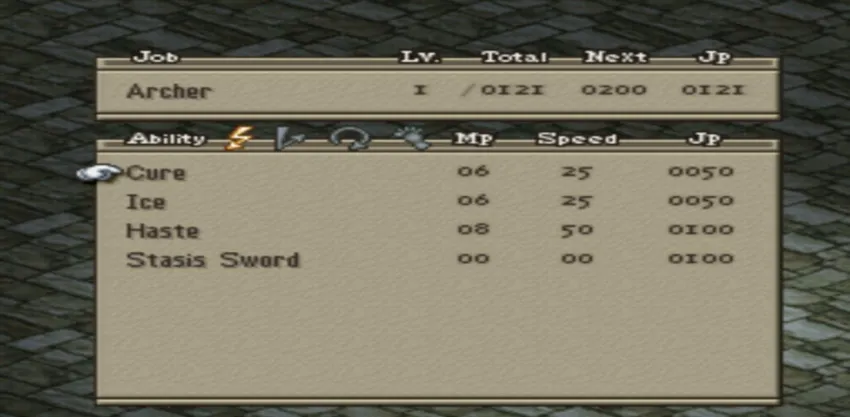 Job Lv. Total Next Jp
Archer 1 /0121 0200 0121
Ability Mp Speed Jp
Cure 06 25 0050
Ice 06 25 0050
Haste 08 50 0100
Stasis Sword 00 00 0100